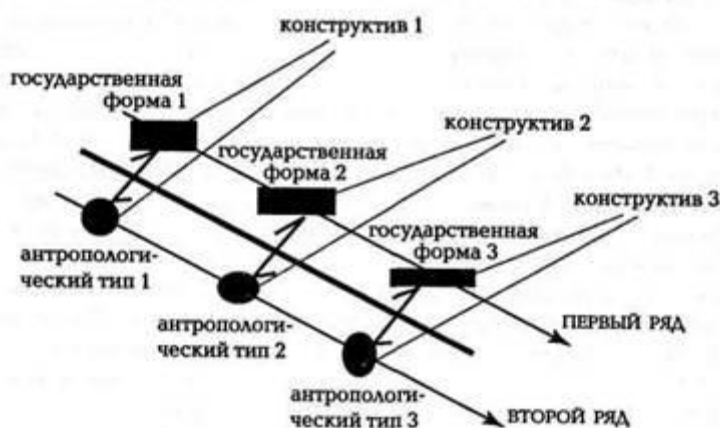 конструктив 1
государственная
форма 1
конструктив 2
государственная
форма 2
конструктив 3
государственная
форма 3
антропологи-
ческий тип 1
ПЕРВЫЙ РЯД
антропологи-
ческий тип 2
антропологи-
ческий тип 3
ВТОРОЙ РЯД